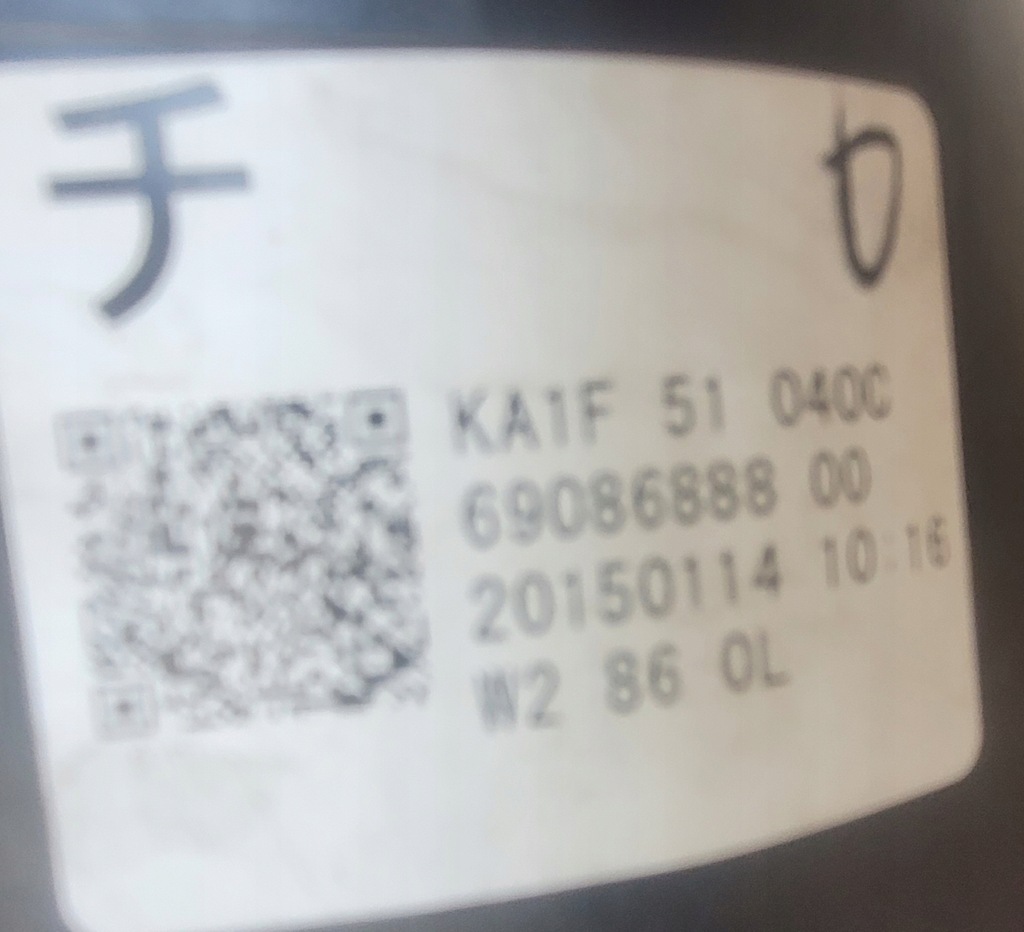 チ
KA1F 51 040C
69086888 00
20150114 10:16
W2 86 0L